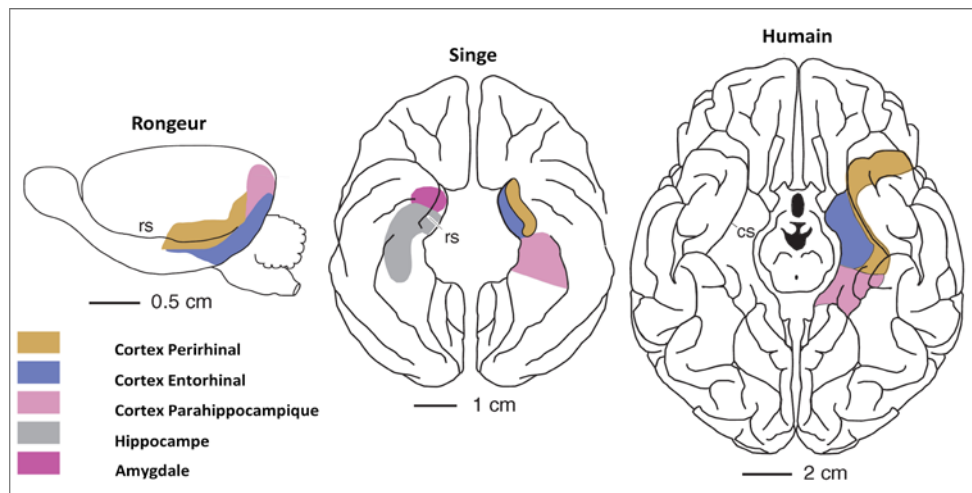 Rongeur
rs
0.5 cm
Singe
rs
1 cm
Humain
cs
2 cm
Cortex Perirhinal
Cortex Entorhinal
Cortex Parahippocampique
Hippocampe
Amygdale